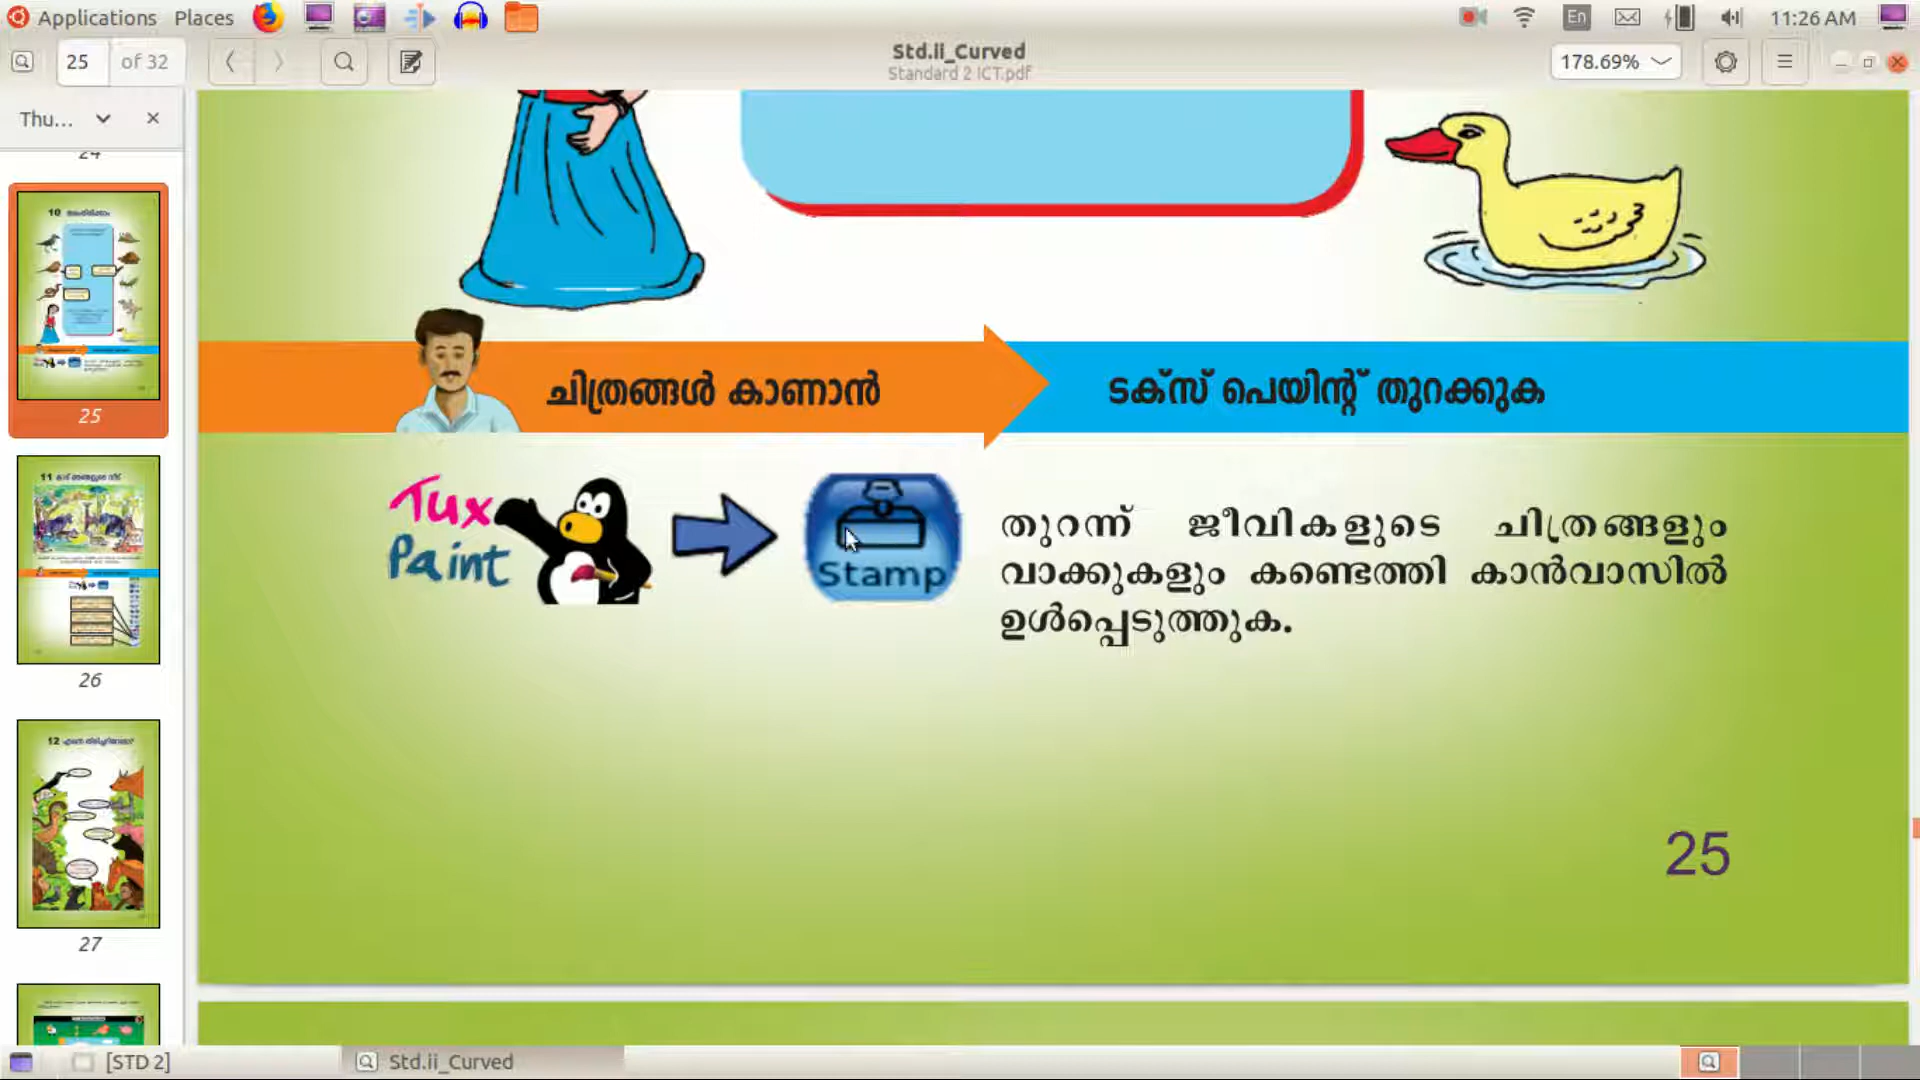 Applications Places
En
11:26 AM
25 of 32
Std.ii_Curved
Standard 2 ICT.pdf
178.69%
Thu...
24
25
26
27
ചിത്രങ്ങൾ കാണാൻ
ടക്സ് പെയിന്റ് തുറക്കുക
Tux
Paint
Stamp
തുറന്ന് ജീവികളുടെ ചിത്രങ്ങളും
വാക്കുകളും കണ്ടെത്തി കാൻവാസിൽ
ഉൾപ്പെടുത്തുക.
25
[STD 2]
Std.ii_Curved